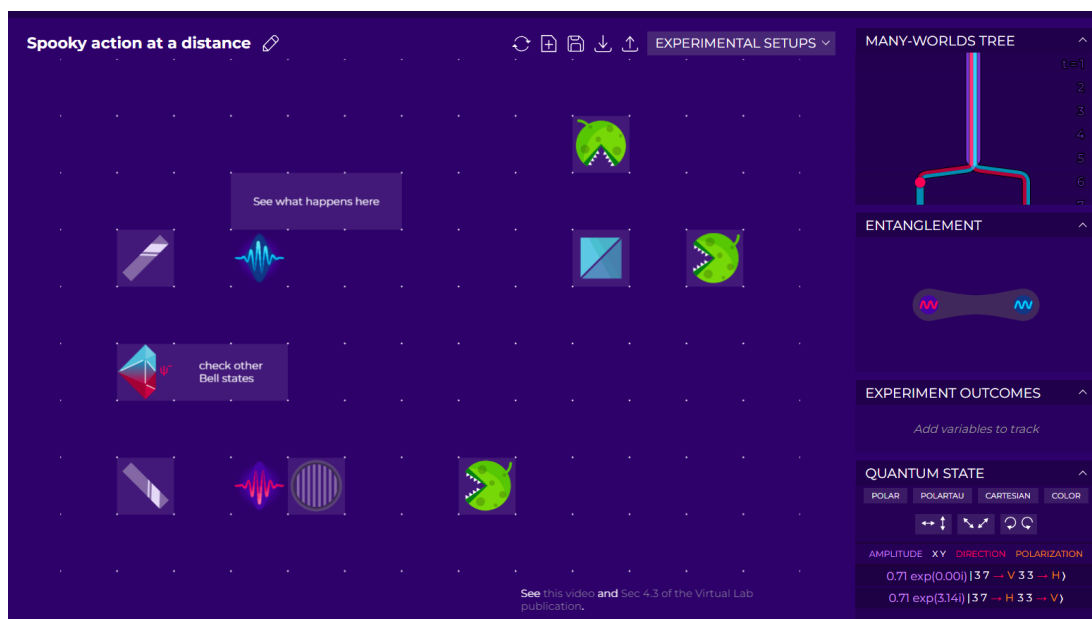 Spooky action at a distance
EXPERIMENTAL SETUPS
See what happens here
ψ⁻
check other
Bell states
See this video and Sec 4.3 of the Virtual Lab
publication.
MANY-WORLDS TREE
t = 1
2
3
4
5
6
7
ENTANGLEMENT
EXPERIMENT OUTCOMES
Add variables to track
QUANTUM STATE
POLAR POLARTAU CARTESIAN COLOR
↔ ↕ ⤡ ⤢ ↻ ↺
AMPLITUDE X Y DIRECTION POLARIZATION
0.71 exp(0.00i) |3 7 → V 3 3 → H⟩
0.71 exp(3.14i) |3 7 → H 3 3 → V⟩